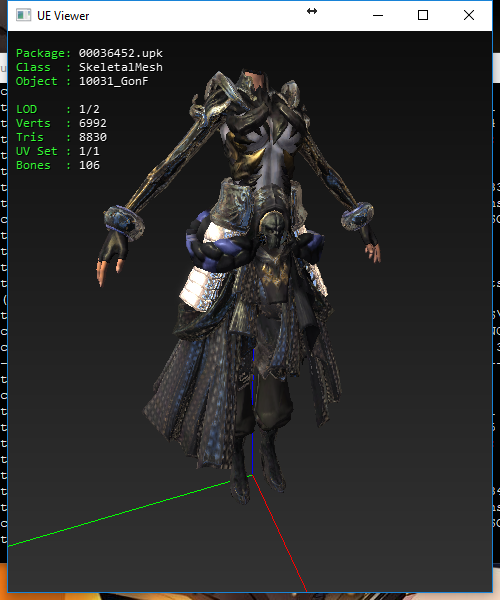 UE Viewer
Package: 00036452.upk
Class  : SkeletalMesh
Object : 10031_GonF
LOD    : 1/2
Verts  : 6992
Tris   : 8830
UV Set : 1/1
Bones  : 106